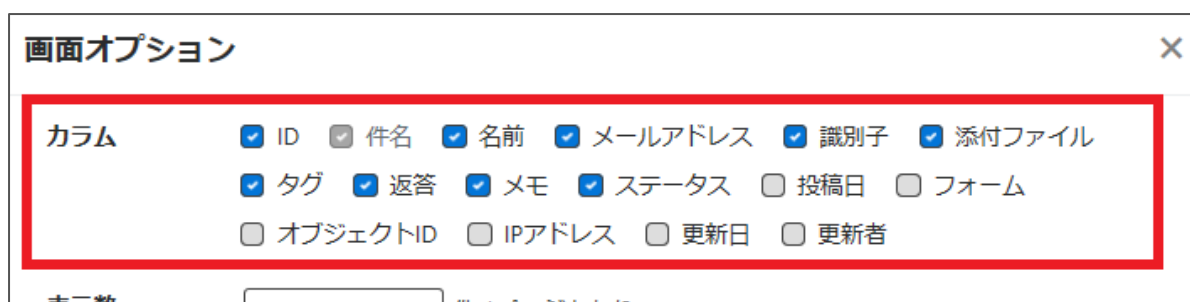 画面オプション
カラム ID 件名 名前 メールアドレス 識別子 添付ファイル
タグ 返答 メモ ステータス 投稿日 フォーム
オブジェクトID IPアドレス 更新日 更新者